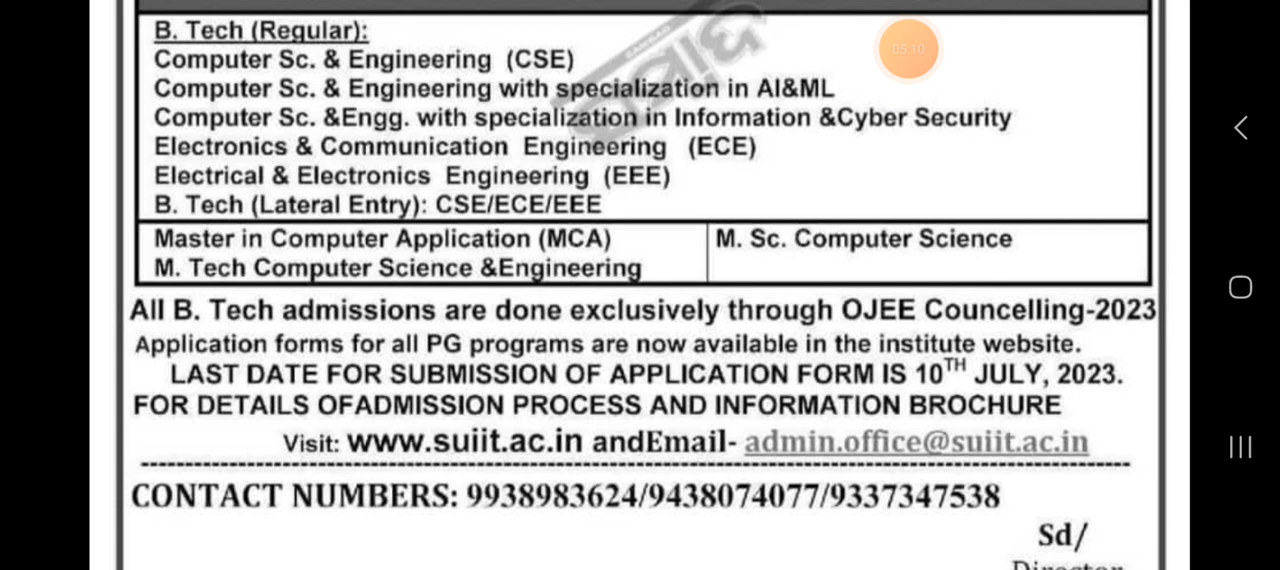 05:10
B. Tech (Regular):
Computer Sc. & Engineering (CSE)
Computer Sc. & Engineering with specialization in AI&ML
Computer Sc. &Engg. with specialization in Information &Cyber Security
Electronics & Communication Engineering (ECE)
Electrical & Electronics Engineering (EEE)
B. Tech (Lateral Entry): CSE/ECE/EEE
Master in Computer Application (MCA)
M. Tech Computer Science &Engineering
M. Sc. Computer Science
All B. Tech admissions are done exclusively through OJEE Councelling-2023
Application forms for all PG programs are now available in the institute website.
LAST DATE FOR SUBMISSION OF APPLICATION FORM IS 10TH JULY, 2023.
FOR DETAILS OFADMISSION PROCESS AND INFORMATION BROCHURE
Visit: www.suiit.ac.in andEmail- admin.office@suiit.ac.in
CONTACT NUMBERS: 9938983624/9438074077/9337347538
Sd/
Director